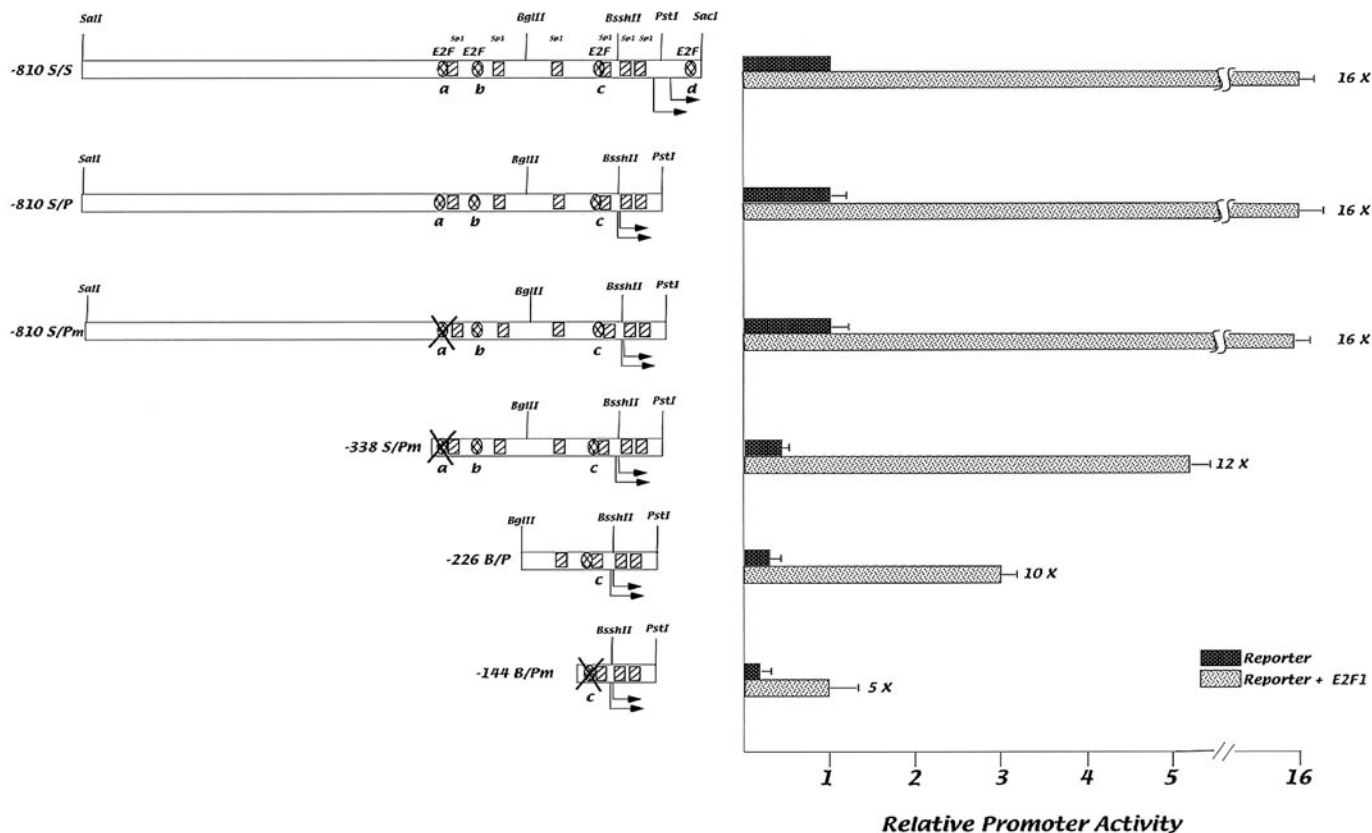 SalI BglII BsshII PstI SacI
Sp1 Sp1 Sp1 Sp1 Sp1
E2F E2F E2F E2F
-810 S/S
a b c d
16 X
SalI BglII BsshII PstI
-810 S/P
a b c
16 X
SalI BglII BsshII PstI
-810 S/Pm
a b c
16 X
BglII BsshII PstI
-338 S/Pm
a b c
12 X
BglII BsshII PstI
-226 B/P
c
10 X
BsshII PstI
-144 B/Pm
c
5 X
Reporter
Reporter + E2F1
1 2 3 4 5 16
Relative Promoter Activity